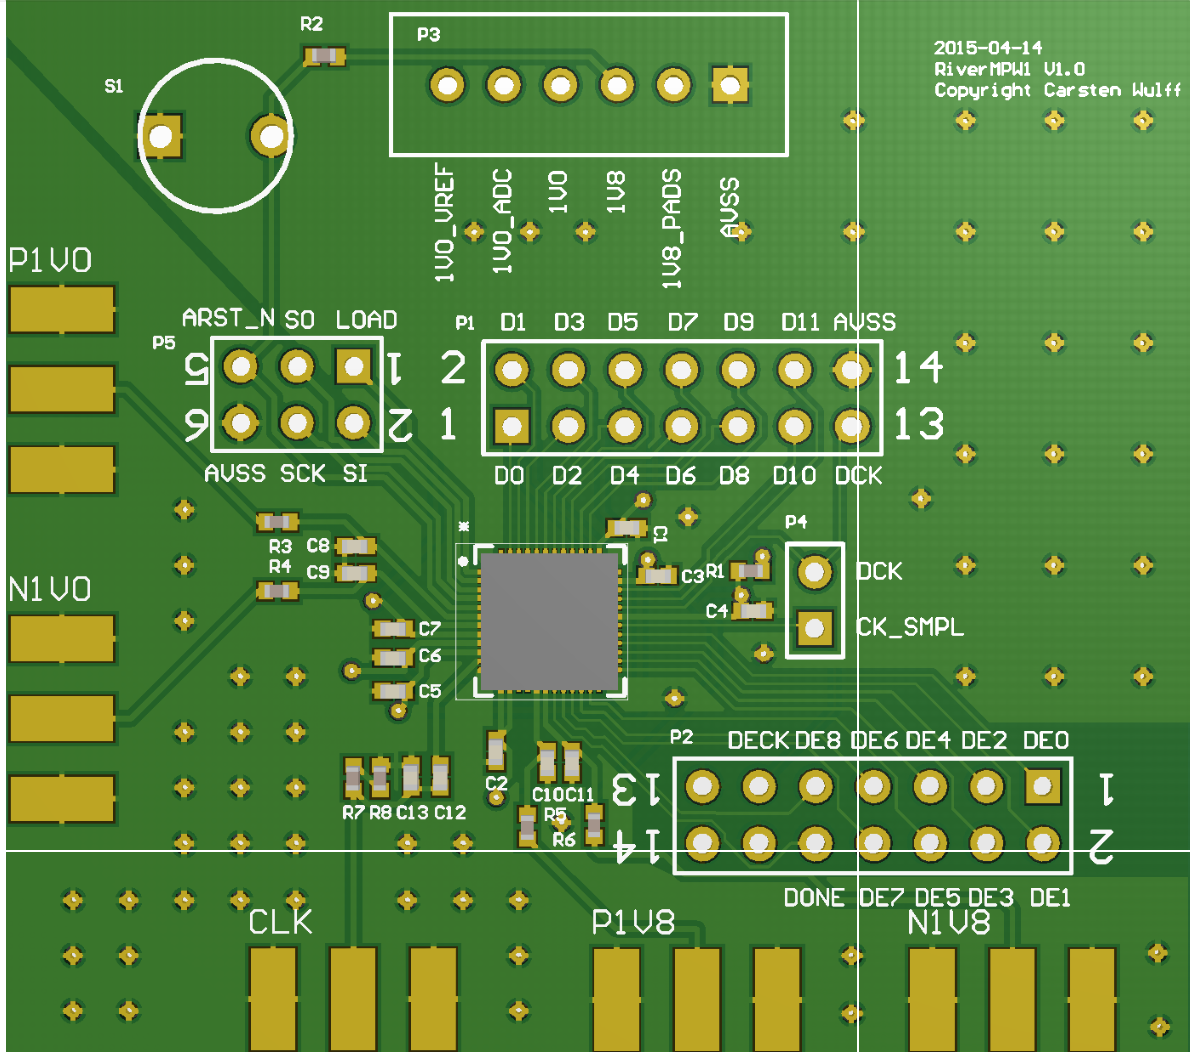 R2
P3
2015-04-14
RiverMPW1 V1.0
Copyright Carsten Wulff
S1
1V0_VREF
1V0_ADC
1V0
1V8
1V8_PADS
AVSS
P1V0
ARST_N SO LOAD
P5
5 1
6 2
AVSS SCK SI
P1 D1 D3 D5 D7 D9 D11 AVSS
2 14
1 13
D0 D2 D4 D6 D8 D10 DCK
R3
R4
C8
C9
C1
C3
R1
C4
P4
DCK
CK_SMPL
N1V0
C7
C6
C5
P2 DECK DE8 DE6 DE4 DE2 DE0
13 1
14 2
DONE DE7 DE5 DE3 DE1
C2
C10 C11
R5
R6
R7 R8 C13 C12
CLK
P1V8
N1V8